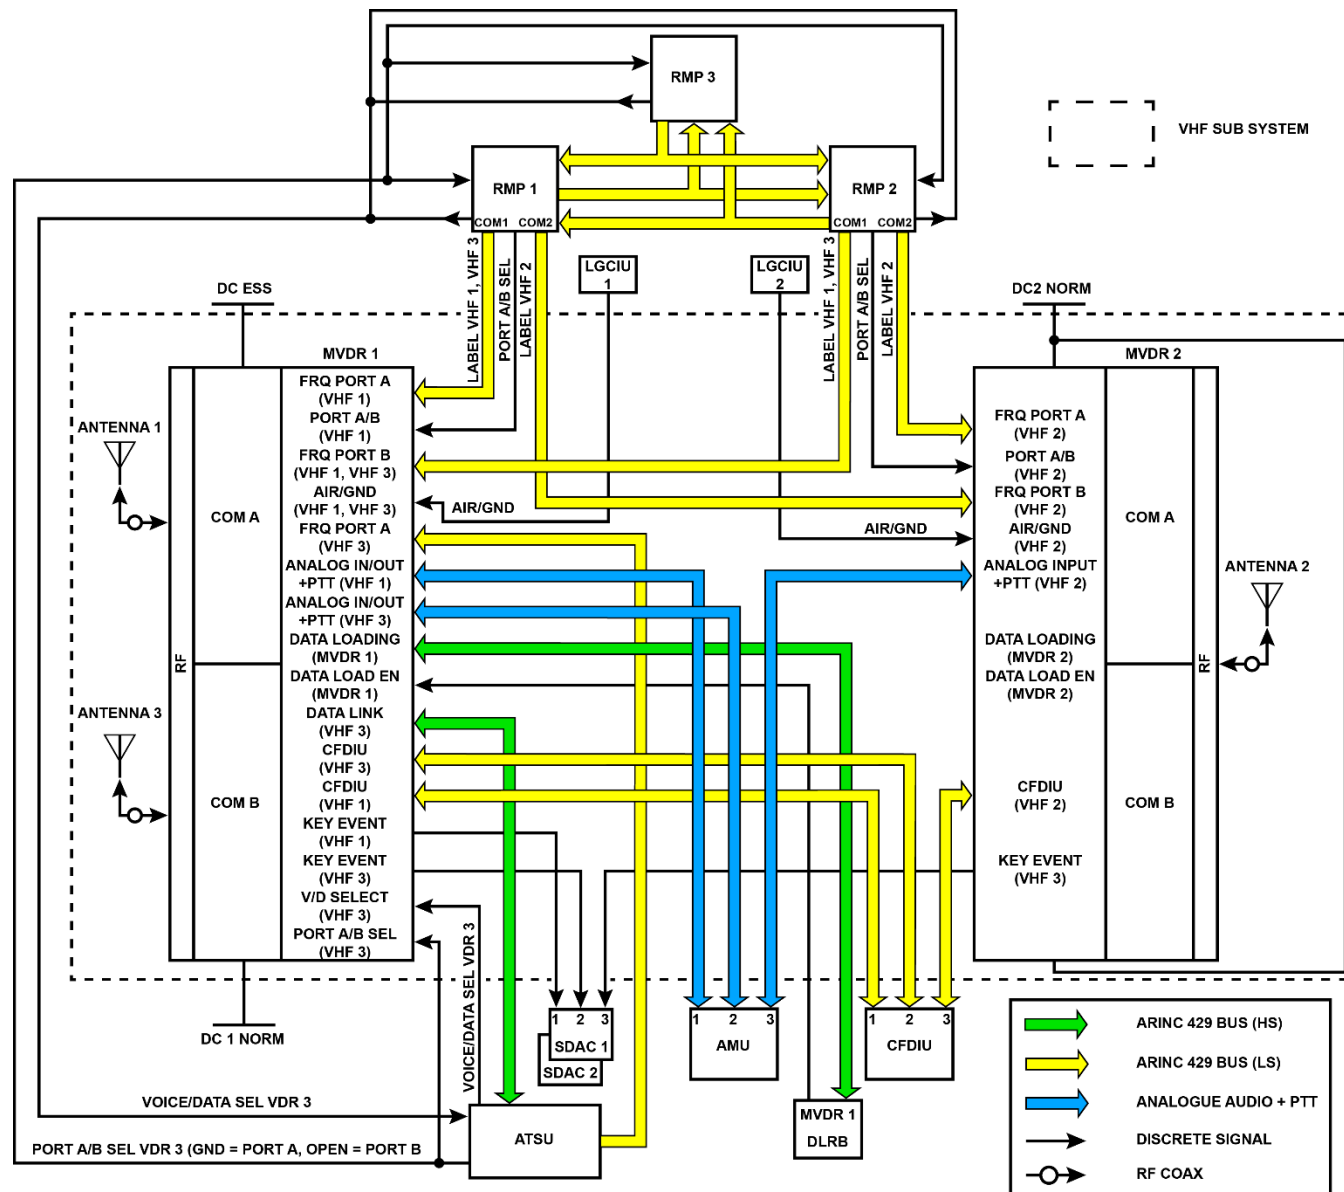 RMP 3
VHF SUB SYSTEM
RMP 1
COM1 COM2
RMP 2
COM1 COM2
LABEL VHF 1, VHF 3
PORT A/B SEL
LABEL VHF 2
LGCIU
1
LGCIU
2
LABEL VHF 1, VHF 3
PORT A/B SEL
LABEL VHF 2
DC ESS
DC2 NORM
MVDR 1
MVDR 2
ANTENNA 1
ANTENNA 3
RF
COM A
COM B
FRQ PORT A
(VHF 1)
PORT A/B
(VHF 1)
FRQ PORT B
(VHF 1, VHF 3)
AIR/GND
(VHF 1, VHF 3)
FRQ PORT A
(VHF 3)
ANALOG IN/OUT
+PTT (VHF 1)
ANALOG IN/OUT
+PTT (VHF 3)
DATA LOADING
(MVDR 1)
DATA LOAD EN
(MVDR 1)
DATA LINK
(VHF 3)
CFDIU
(VHF 3)
CFDIU
(VHF 1)
KEY EVENT
(VHF 1)
KEY EVENT
(VHF 3)
V/D SELECT
(VHF 3)
PORT A/B SEL
(VHF 3)
AIR/GND
AIR/GND
FRQ PORT A
(VHF 2)
PORT A/B
(VHF 2)
FRQ PORT B
(VHF 2)
AIR/GND
(VHF 2)
ANALOG INPUT
+PTT (VHF 2)
DATA LOADING
(MVDR 2)
DATA LOAD EN
(MVDR 2)
CFDIU
(VHF 2)
KEY EVENT
(VHF 3)
COM A
COM B
RF
ANTENNA 2
DC 1 NORM
VOICE/DATA SEL VDR 3
1 2 3
SDAC 1
SDAC 2
1 2 3
AMU
1 2 3
CFDIU
MVDR 1
DLRB
ATSU
VOICE/DATA SEL VDR 3
PORT A/B SEL VDR 3 (GND = PORT A, OPEN = PORT B
ARINC 429 BUS (HS)
ARINC 429 BUS (LS)
ANALOGUE AUDIO + PTT
DISCRETE SIGNAL
RF COAX